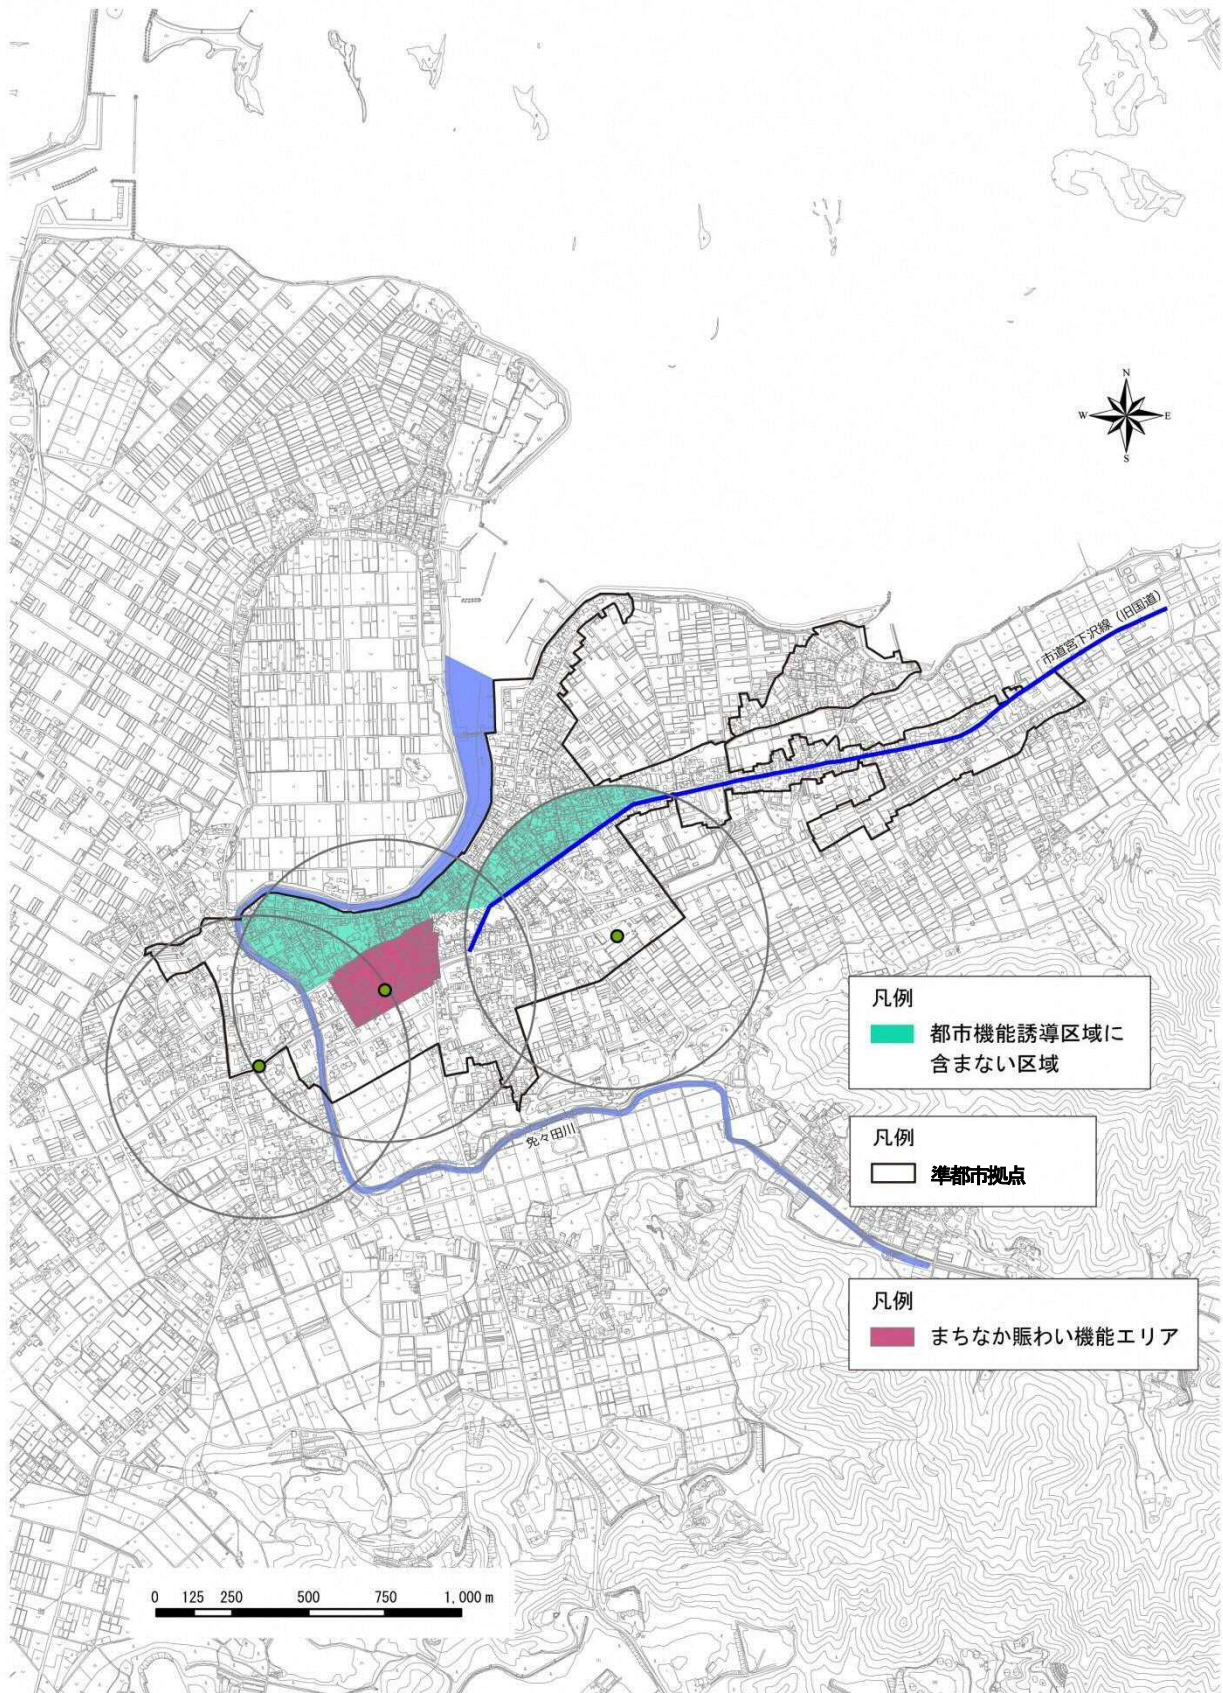 N
W
E
S
市道宮下沢線（旧国道）
凡例
都市機能誘導区域に
含まない区域
凡例
準都市拠点
免々田川
凡例
まちなか賑わい機能エリア
0 125 250 500 750 1,000 m